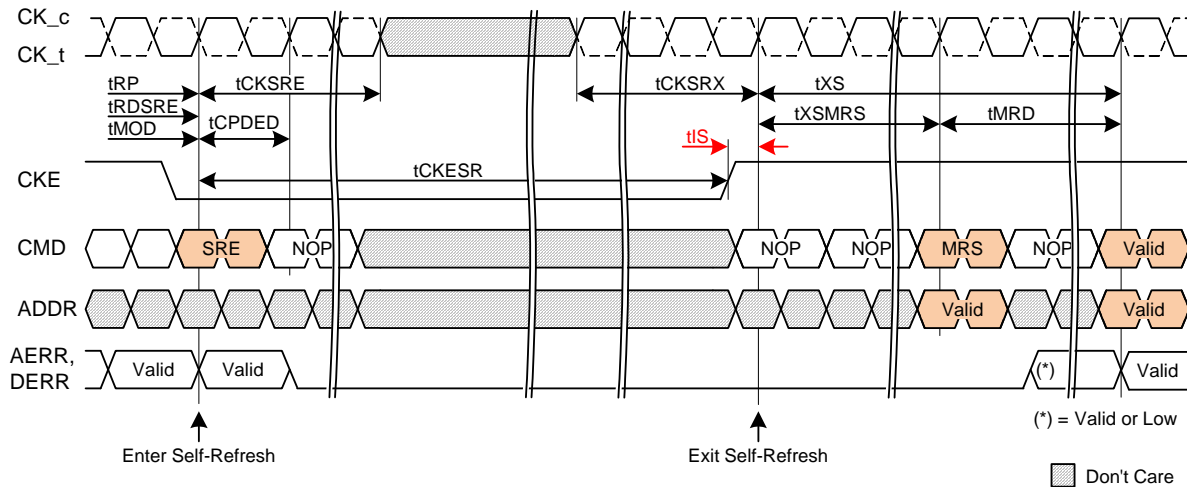 CK_c
CK_t
tRP
tCKSRE
tCKSRX
tXS
tRDSRE
tMOD
tCPDED
tXSMRS
tMRD
tIS
CKE
tCKESR
CMD
SRE
NOP
NOP
NOP
MRS
NOP
Valid
ADDR
Valid
Valid
AERR,
DERR
Valid
Valid
(*)
Valid
(*) = Valid or Low
Enter Self-Refresh
Exit Self-Refresh
Don't Care